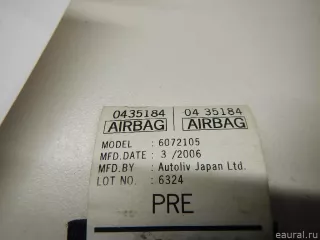 0435184 04 35184
AIRBAG AIRBAG
MODEL : 6072105
MFD.DATE : 3 /2006
MFD.BY : Autoliv Japan Ltd.
LOT NO. : 6324
PRE
eaural.ru